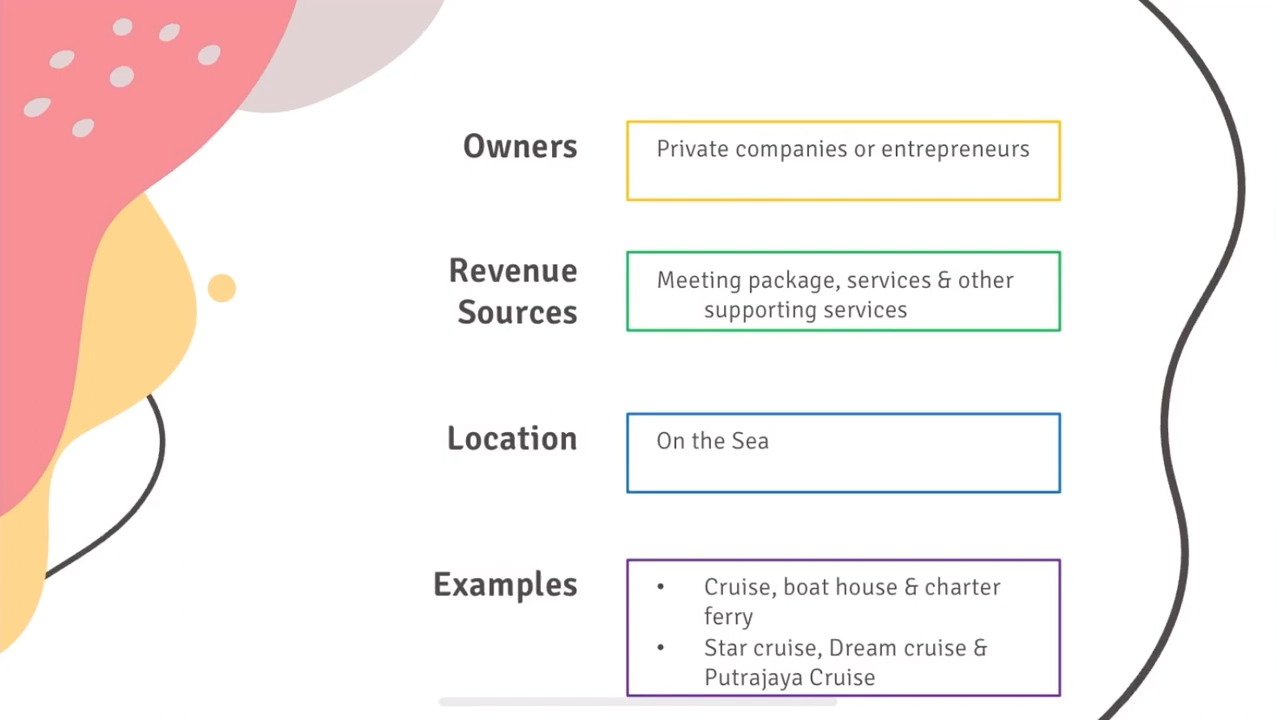 Owners
Private companies or entrepreneurs
Revenue
Sources
Meeting package, services & other
supporting services
Location
On the Sea
Examples
• Cruise, boat house & charter
ferry
• Star cruise, Dream cruise &
Putrajaya Cruise